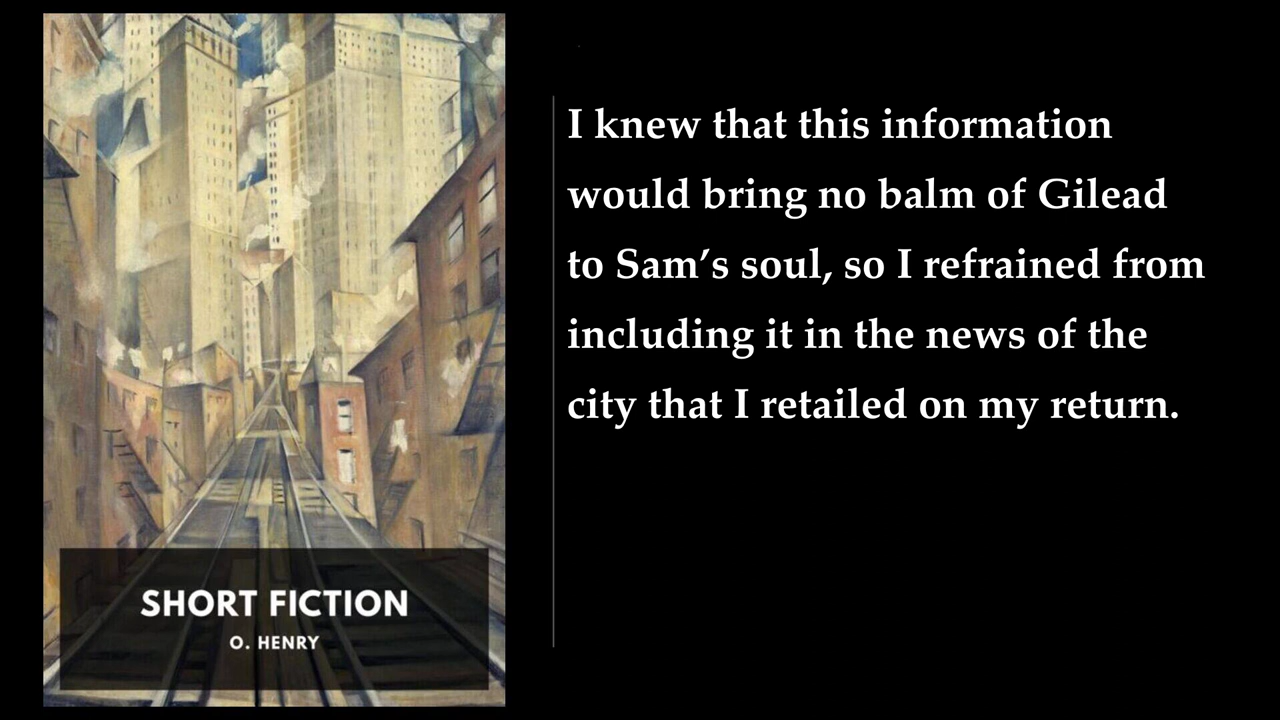 SHORT FICTION
O. HENRY
I knew that this information
would bring no balm of Gilead
to Sam’s soul, so I refrained from
including it in the news of the
city that I retailed on my return.